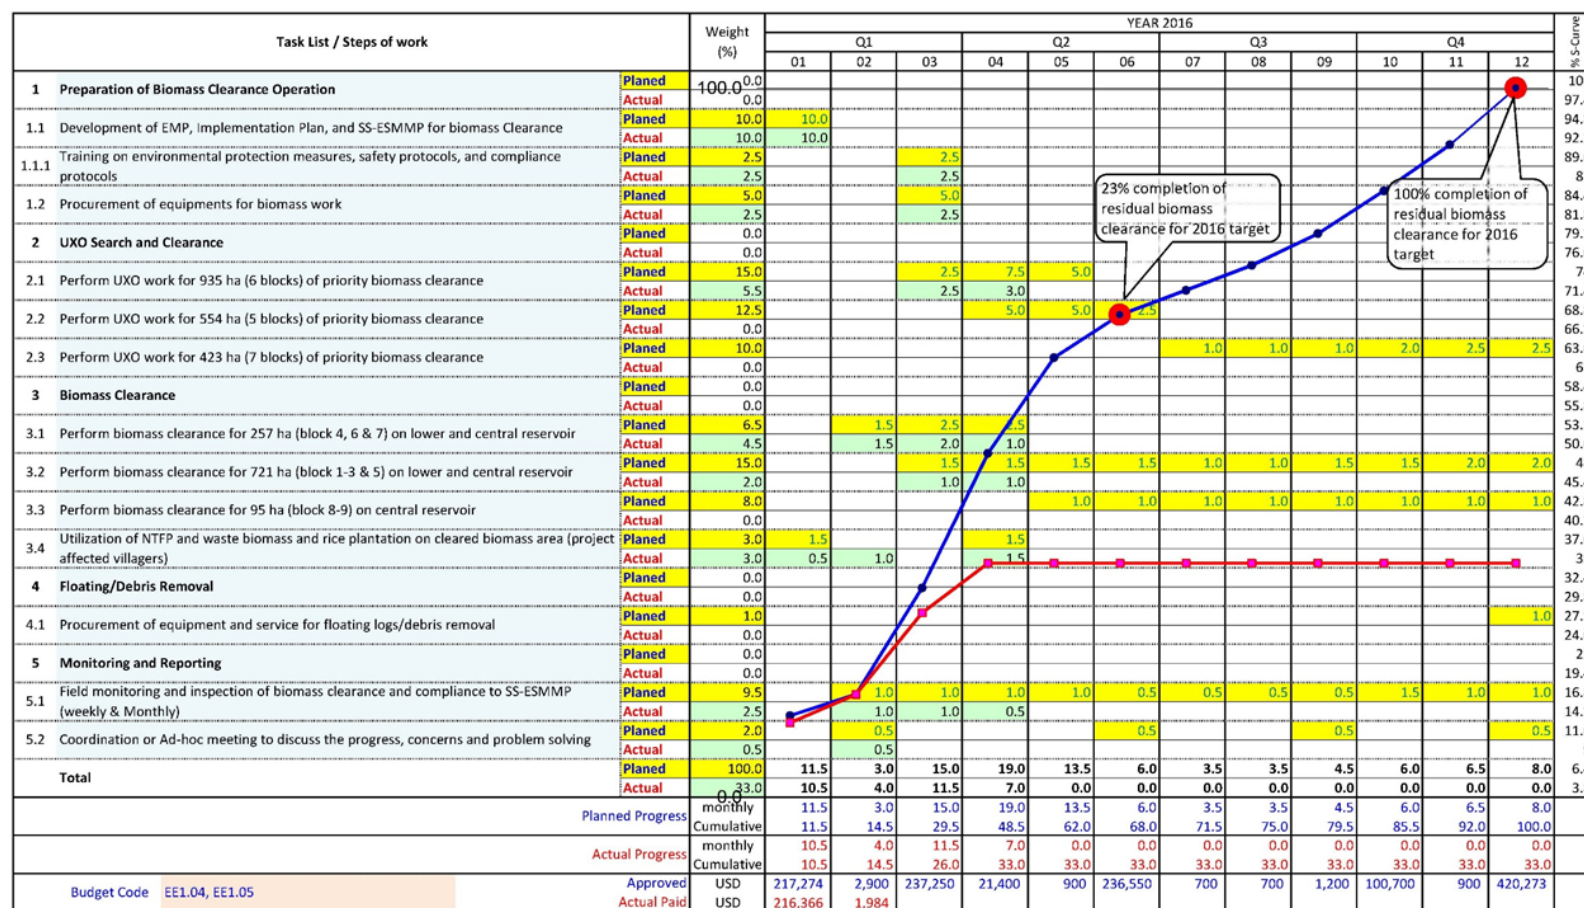 Task List / Steps of work Weight (%) YEAR 2016 % S-Curve
Q1 Q2 Q3 Q4
01 02 03 04 05 06 07 08 09 10 11 12
1 Preparation of Biomass Clearance Operation Planed 0.0
100.0
Actual 0.0
1.1 Development of EMP, Implementation Plan, and SS-ESMMP for biomass Clearance Planed 10.0 10.0
Actual 10.0 10.0
1.1.1 Training on environmental protection measures, safety protocols, and compliance protocols Planed 2.5 2.5
Actual 2.5 2.5
1.2 Procurement of equipments for biomass work Planed 5.0 5.0
Actual 2.5 2.5
23% completion of
residual biomass
clearance for 2016 target
100% completion of
residual biomass
clearance for 2016
target
2 UXO Search and Clearance Planed 0.0
Actual 0.0
2.1 Perform UXO work for 935 ha (6 blocks) of priority biomass clearance Planed 15.0 2.5 7.5 5.0
Actual 5.5 2.5 3.0
2.2 Perform UXO work for 554 ha (5 blocks) of priority biomass clearance Planed 12.5 5.0 5.0 2.5
Actual 0.0
2.3 Perform UXO work for 423 ha (7 blocks) of priority biomass clearance Planed 10.0 1.0 1.0 1.0 2.0 2.5 2.5
Actual 0.0
3 Biomass Clearance Planed 0.0
Actual 0.0
3.1 Perform biomass clearance for 257 ha (block 4, 6 & 7) on lower and central reservoir Planed 6.5 1.5 2.5 2.5
Actual 4.5 1.5 2.0 1.0
3.2 Perform biomass clearance for 721 ha (block 1-3 & 5) on lower and central reservoir Planed 15.0 1.5 1.5 1.5 1.5 1.0 1.0 1.5 1.5 2.0 2.0
Actual 2.0 1.0 1.0
3.3 Perform biomass clearance for 95 ha (block 8-9) on central reservoir Planed 8.0 1.0 1.0 1.0 1.0 1.0 1.0 1.0 1.0
Actual 0.0
3.4 Utilization of NTFP and waste biomass and rice plantation on cleared biomass area (project affected villagers) Planed 3.0 1.5 1.5
Actual 3.0 0.5 1.0 1.5
4 Floating/Debris Removal Planed 0.0
Actual 0.0
4.1 Procurement of equipment and service for floating logs/debris removal Planed 1.0 1.0
Actual 0.0
5 Monitoring and Reporting Planed 0.0
Actual 0.0
5.1 Field monitoring and inspection of biomass clearance and compliance to SS-ESMMP (weekly & Monthly) Planed 9.5 1.0 1.0 1.0 1.0 0.5 0.5 0.5 0.5 1.5 1.0 1.0
Actual 2.5 1.0 1.0 0.5
5.2 Coordination or Ad-hoc meeting to discuss the progress, concerns and problem solving Planed 2.0 0.5 0.5 0.5 0.5
Actual 0.5 0.5
Total Planed 100.0 11.5 3.0 15.0 19.0 13.5 6.0 3.5 3.5 4.5 6.0 6.5 8.0
Actual 33.0 10.5 4.0 11.5 7.0 0.0 0.0 0.0 0.0 0.0 0.0 0.0 0.0
0.0
Planned Progress monthly 11.5 3.0 15.0 19.0 13.5 6.0 3.5 3.5 4.5 6.0 6.5 8.0
Cumulative 11.5 14.5 29.5 48.5 62.0 68.0 71.5 75.0 79.5 85.5 92.0 100.0
Actual Progress monthly 10.5 4.0 11.5 7.0 0.0 0.0 0.0 0.0 0.0 0.0 0.0 0.0
Cumulative 10.5 14.5 26.0 33.0 33.0 33.0 33.0 33.0 33.0 33.0 33.0 33.0
Budget Code EE1.04, EE1.05 Approved USD 217,274 2,900 237,250 21,400 900 236,550 700 700 1,200 100,700 900 420,273
Actual Paid USD 216,366 1,984